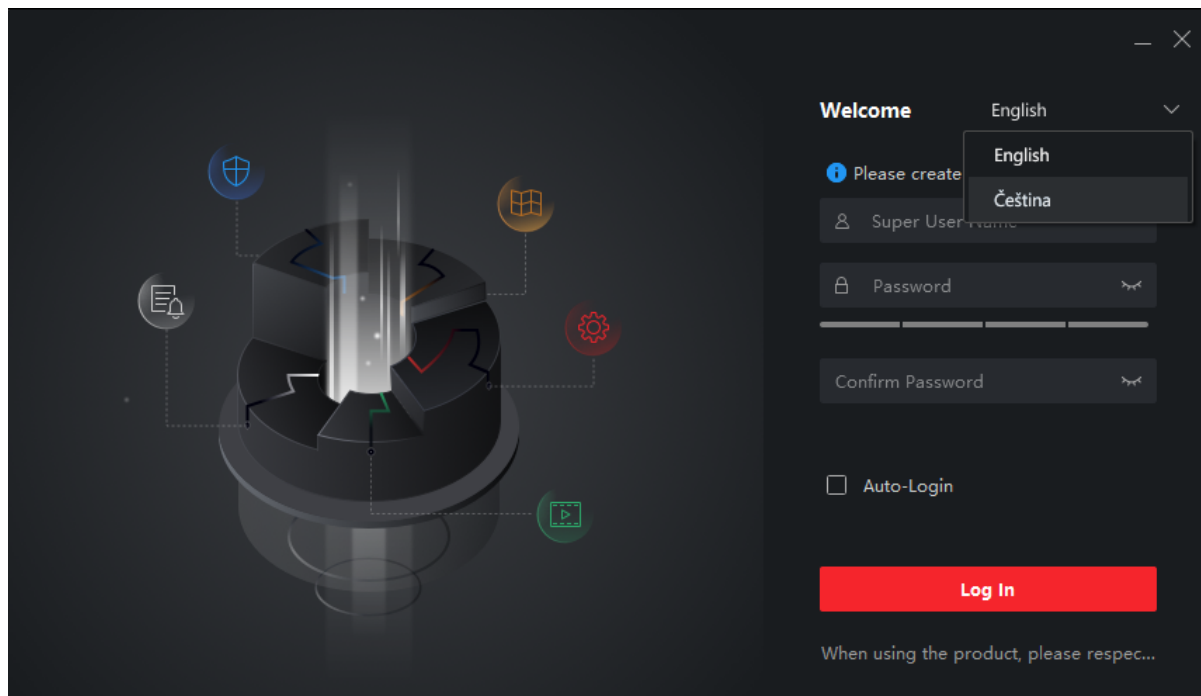 Welcome English
English
Please create
Čeština
Super User Name
Password
Confirm Password
Auto-Login
Log In
When using the product, please respec...